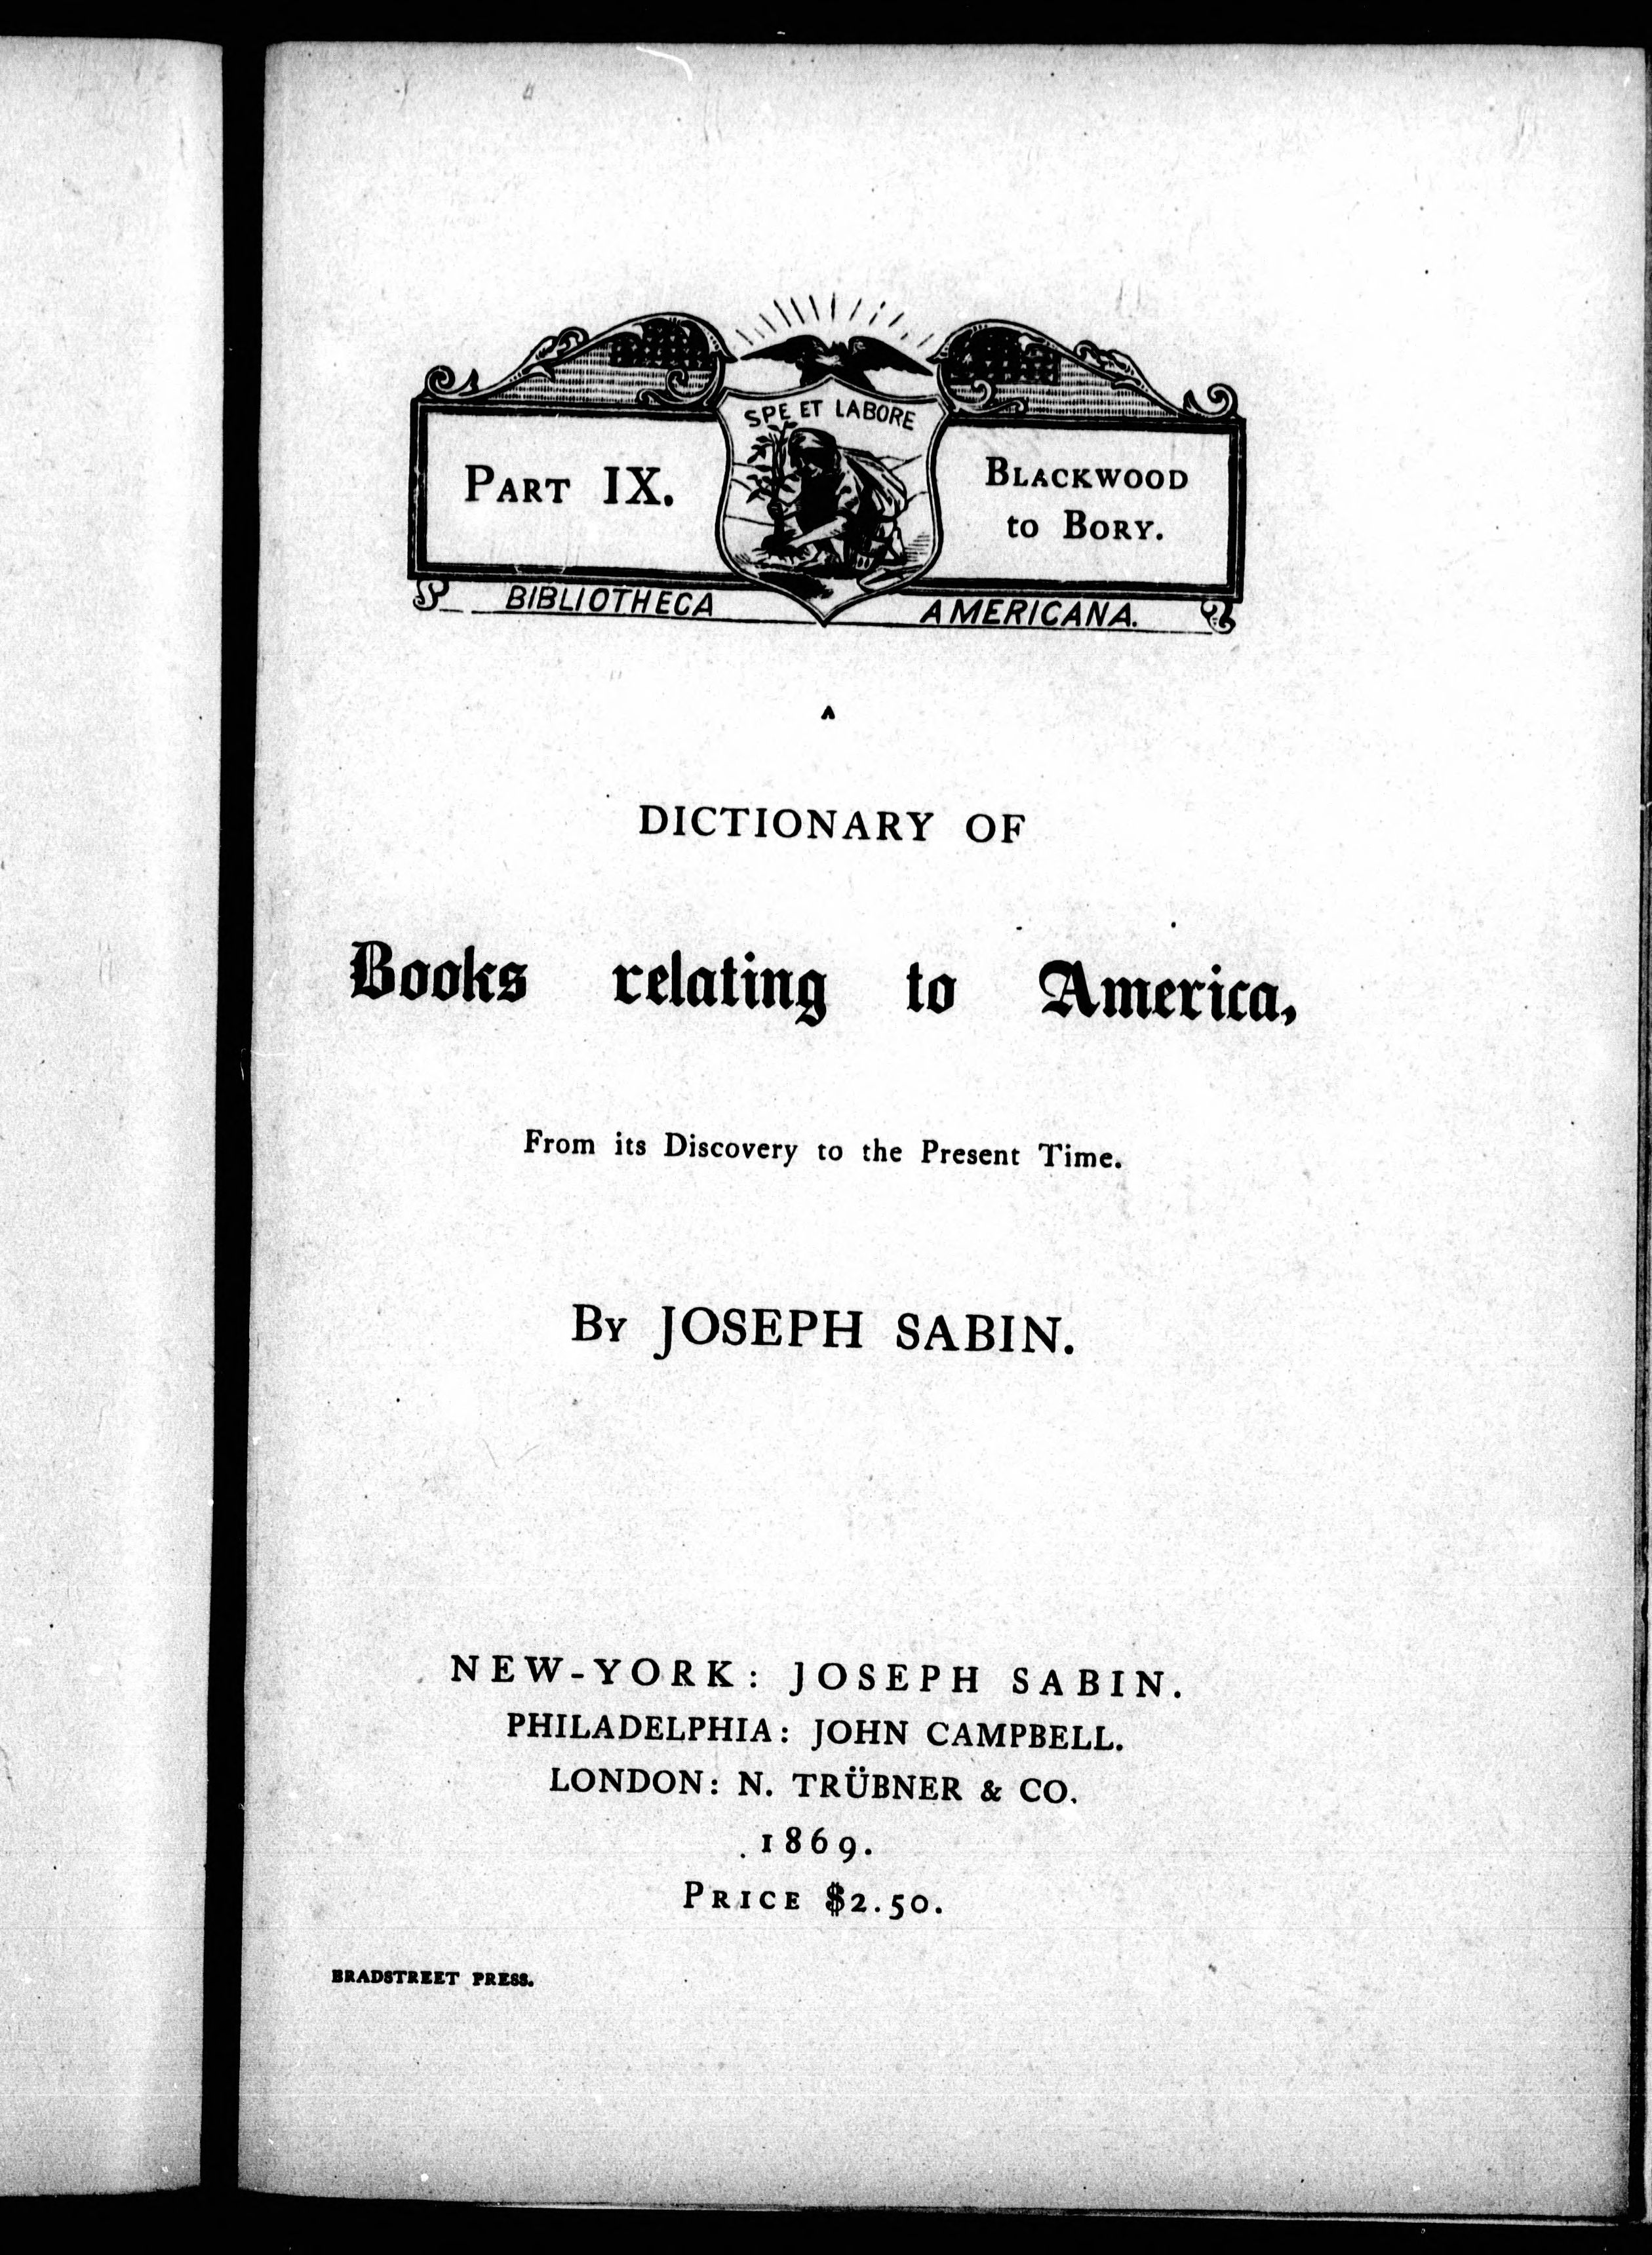 SPE ET LABORE
PART IX.
BLACKWOOD
to BORY.
BIBLIOTHECA AMERICANA.
A
DICTIONARY OF
Books relating to America,
From its Discovery to the Present Time.
BY JOSEPH SABIN.
NEW-YORK: JOSEPH SABIN.
PHILADELPHIA: JOHN CAMPBELL.
LONDON: N. TRÜBNER & CO.
1869.
PRICE $2.50.
BRADSTREET PRESS.